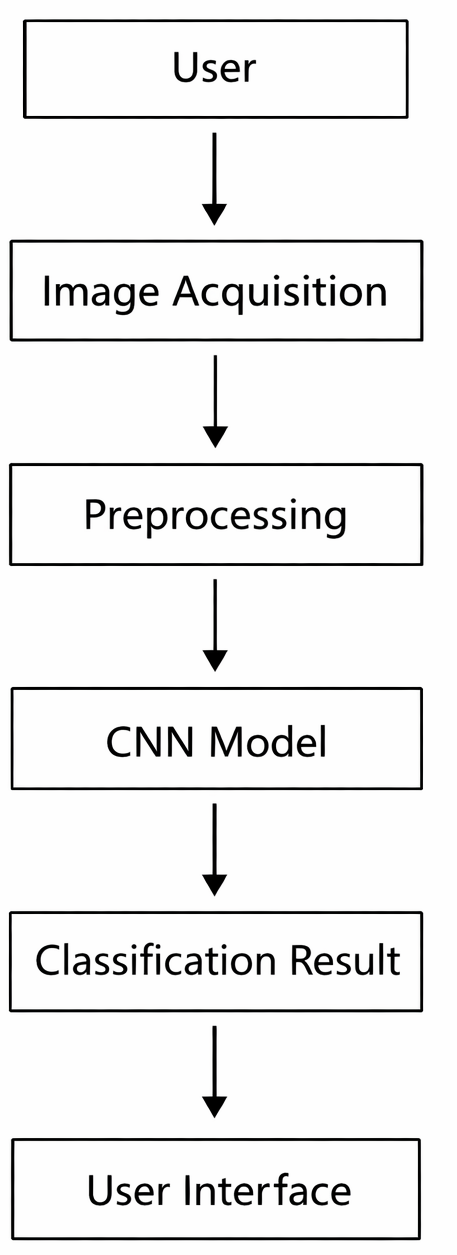 User
Image Acquisition
Preprocessing
CNN Model
Classification Result
User Interface